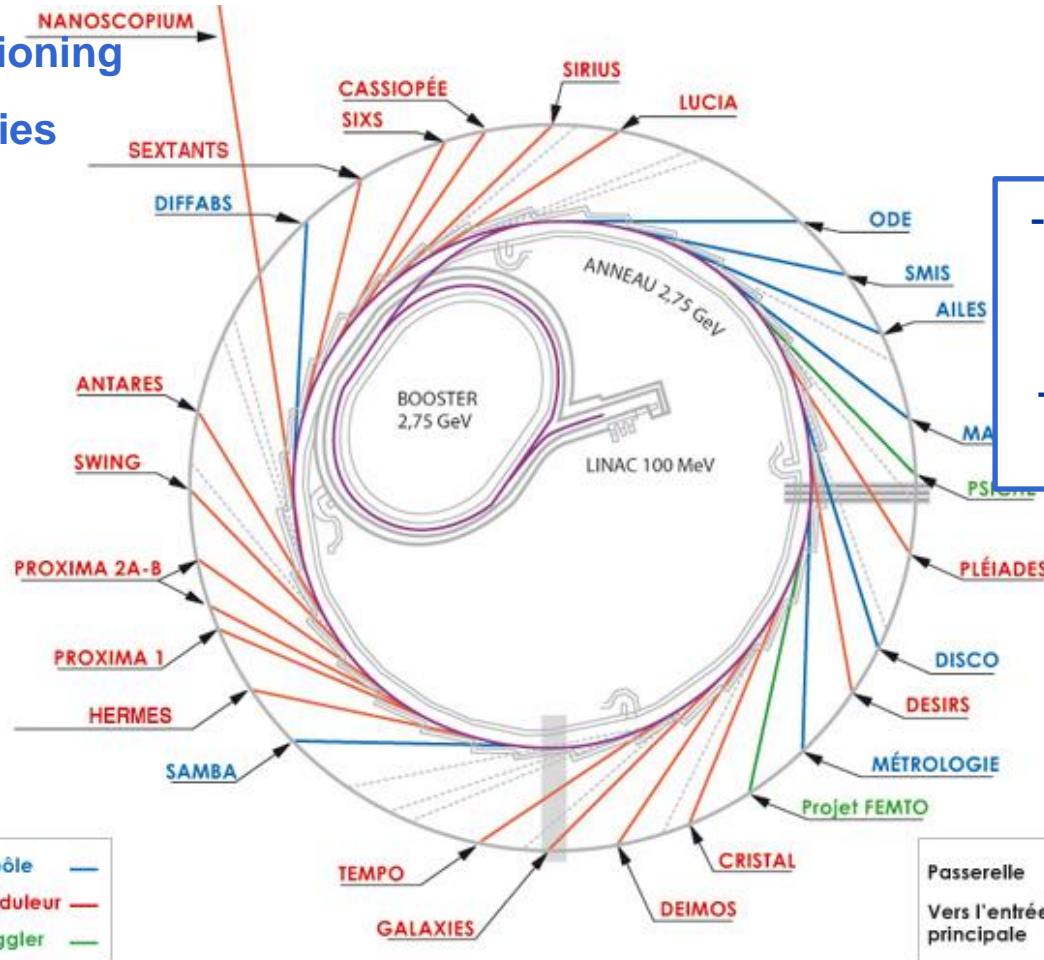 NANOSCOPIUM
ioning
ies
CASSIOPÉE
SIXS
SIRIUS
LUCIA
SEXTANTS
DIFFABS
ODE
SMIS
AILES
MA
PLÉIADES
DISCO
DESIRS
MÉTROLOGIE
Projet FEMTO
CRISTAL
DEIMOS
GALAXIES
TEMPO
SAMBA
HERMES
PROXIMA 1
PROXIMA 2A-B
SWING
ANTARES
ANNEAU 2,75 GeV
BOOSTER
2,75 GeV
LINAC 100 MeV
ôle
duleur
ggler
Passerelle
Vers l'entrée
principale